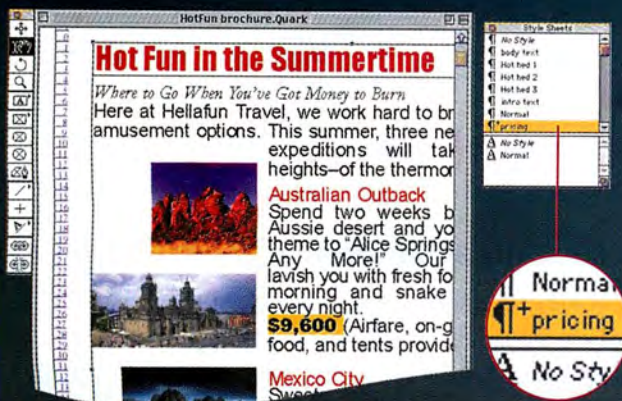 HotFun brochure.Quark
Hot Fun in the Summertime
Where to Go When You've Got Money to Burn
Here at Hellafun Travel, we work hard to br
amusement options. This summer, three ne
expeditions will tak
heights–of the thermor
Australian Outback
Spend two weeks b
Aussie desert and yo
theme to "Alice Springs
Any More!" Our
lavish you with fresh fo
morning and snake
every night.
$9,600 (Airfare, on-g
food, and tents provide
Mexico City
Style Sheets
No Style
body text
Hot hed 1
Hot hed 2
Hot hed 3
intro text
Normal
pricing
A No Style
A Normal
Norma
¶+pricing
A No Sty